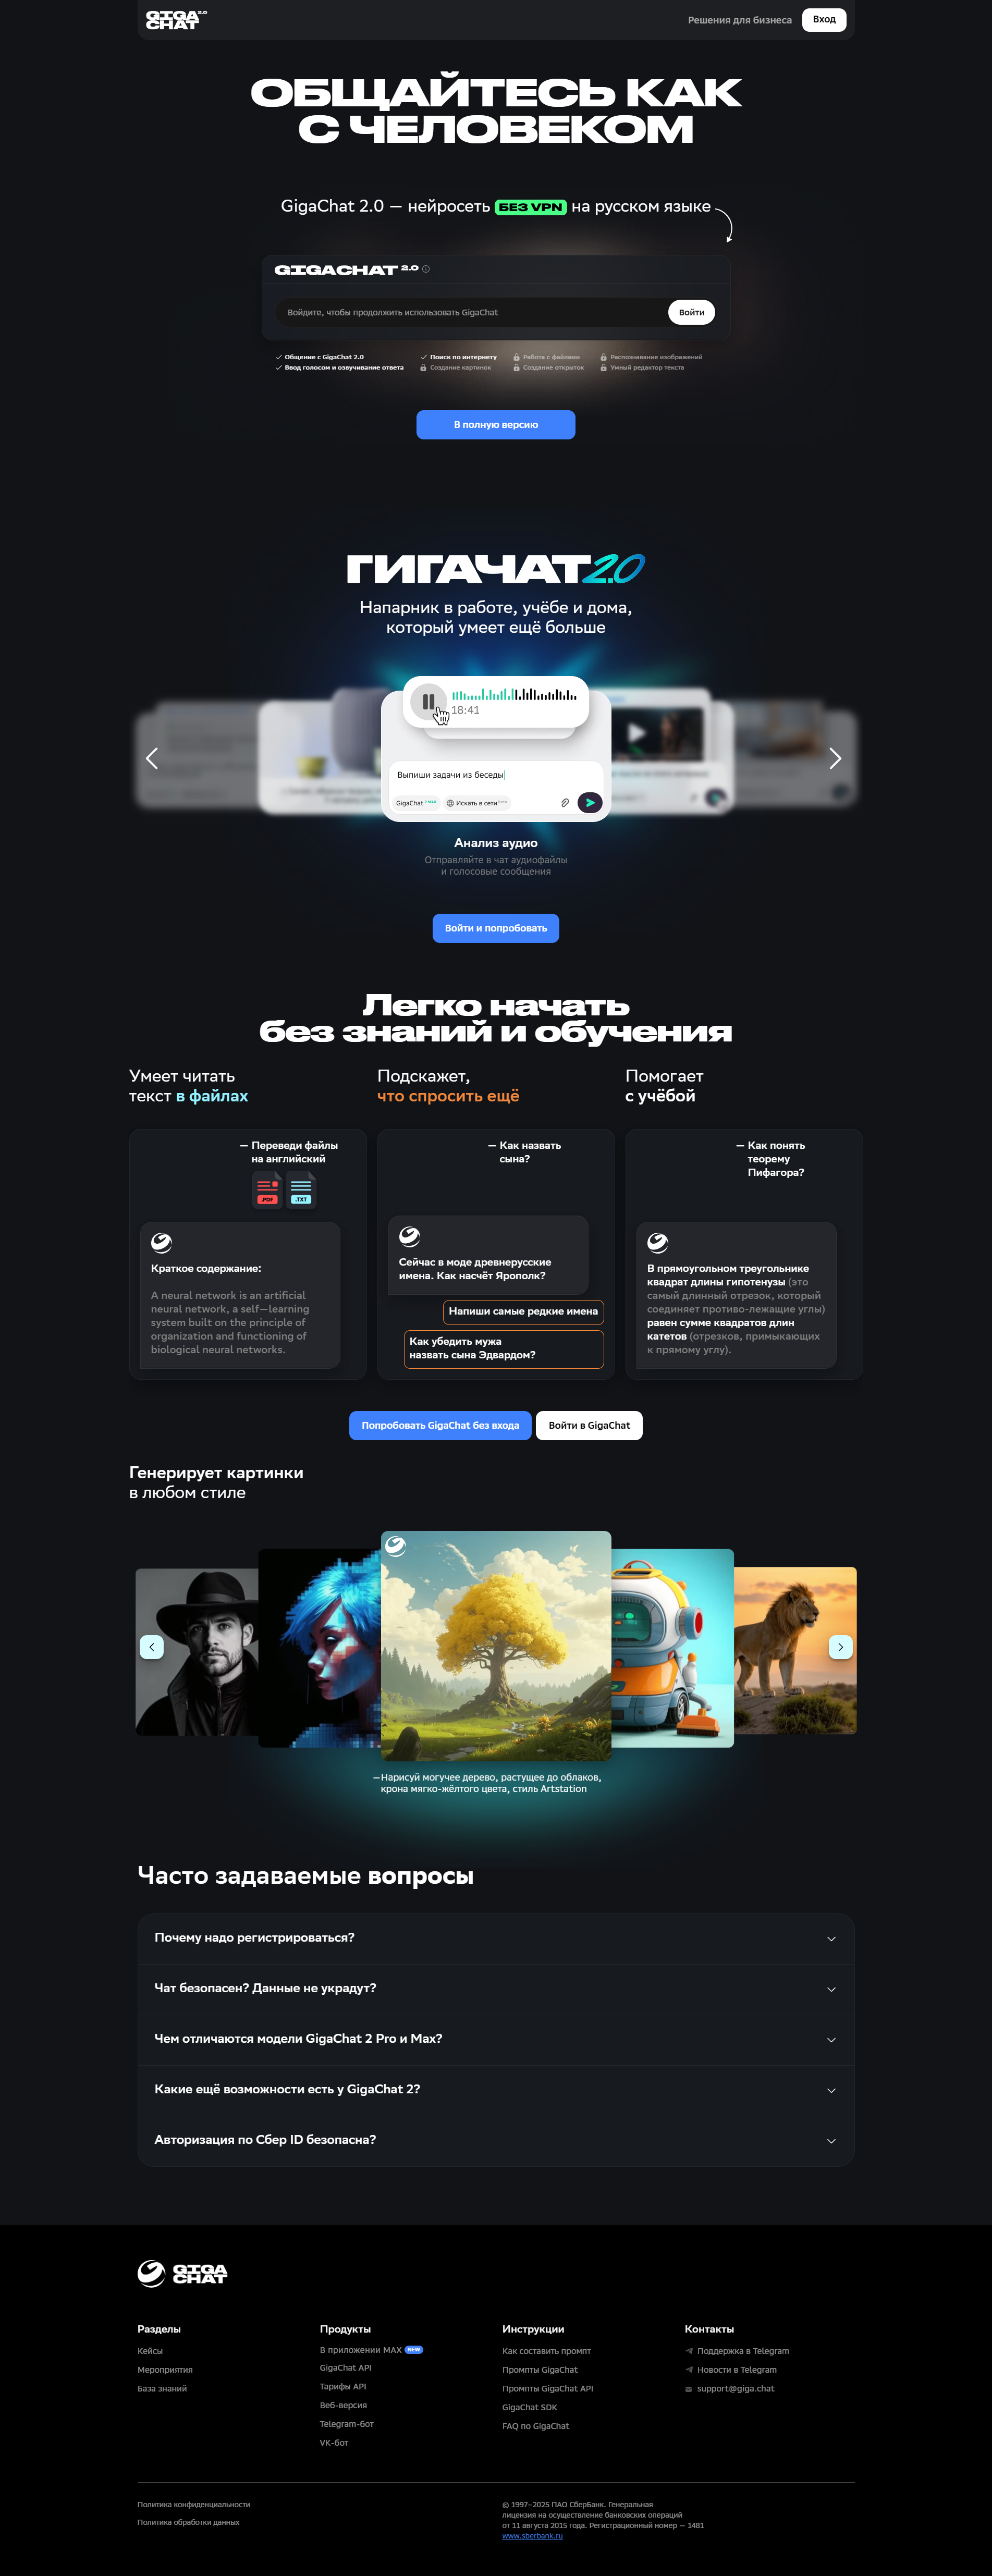 GIGA 2.0
CHAT
Решения для бизнеса
Вход
ОБЩАЙТЕСЬ КАК
С ЧЕЛОВЕКОМ
GigaChat 2.0 — нейросеть БЕЗ VPN на русском языке
GIGACHAT 2.0
Войдите, чтобы продолжить использовать GigaChat
Войти
Общение с GigaChat 2.0
Поиск по интернету
Работа с файлами
Распознавание изображений
Ввод голосом и озвучивание ответа
Создание картинок
Создание открыток
Умный редактор текста
В полную версию
ГИГАЧАТ 2.0
Напарник в работе, учёбе и дома,
который умеет ещё больше
18:41
Выпиши задачи из беседы
GigaChat 2 MAX
Искать в сети
Анализ аудио
Отправляйте в чат аудиофайлы
и голосовые сообщения
Войти и попробовать
Легко начать
без знаний и обучения
Умеет читать
текст в файлах
— Переведи файлы
на английский
.PDF
.TXT
Краткое содержание:
A neural network is an artificial
neural network, a self—learning
system built on the principle of
organization and functioning of
biological neural networks.
Подскажет,
что спросить ещё
— Как назвать
сына?
Сейчас в моде древнерусские
имена. Как насчёт Ярополк?
Напиши самые редкие имена
Как убедить мужа
назвать сына Эдвардом?
Помогает
с учёбой
— Как понять
теорему
Пифагора?
В прямоугольном треугольнике
квадрат длины гипотенузы (это
самый длинный отрезок, который
соединяет противо-лежащие углы)
равен сумме квадратов длин
катетов (отрезков, примыкающих
к прямому углу).
Попробовать GigaChat без входа
Войти в GigaChat
Генерирует картинки
в любом стиле
—Нарисуй могучее дерево, растущее до облаков,
крона мягко-жёлтого цвета, стиль Artstation
Часто задаваемые вопросы
Почему надо регистрироваться?
Чат безопасен? Данные не украдут?
Чем отличаются модели GigaChat 2 Pro и Max?
Какие ещё возможности есть у GigaChat 2?
Авторизация по Сбер ID безопасна?
GIGA
CHAT
Разделы
Кейсы
Мероприятия
База знаний
Продукты
В приложении MAX NEW
GigaChat API
Тарифы API
Веб-версия
Telegram-бот
VK-бот
Инструкции
Как составить промпт
Промпты GigaChat
Промпты GigaChat API
GigaChat SDK
FAQ по GigaChat
Контакты
Поддержка в Telegram
Новости в Telegram
support@giga.chat
Политика конфиденциальности
Политика обработки данных
© 1997–2025 ПАО СберБанк. Генеральная
лицензия на осуществление банковских операций
от 11 августа 2015 года. Регистрационный номер — 1481
www.sberbank.ru